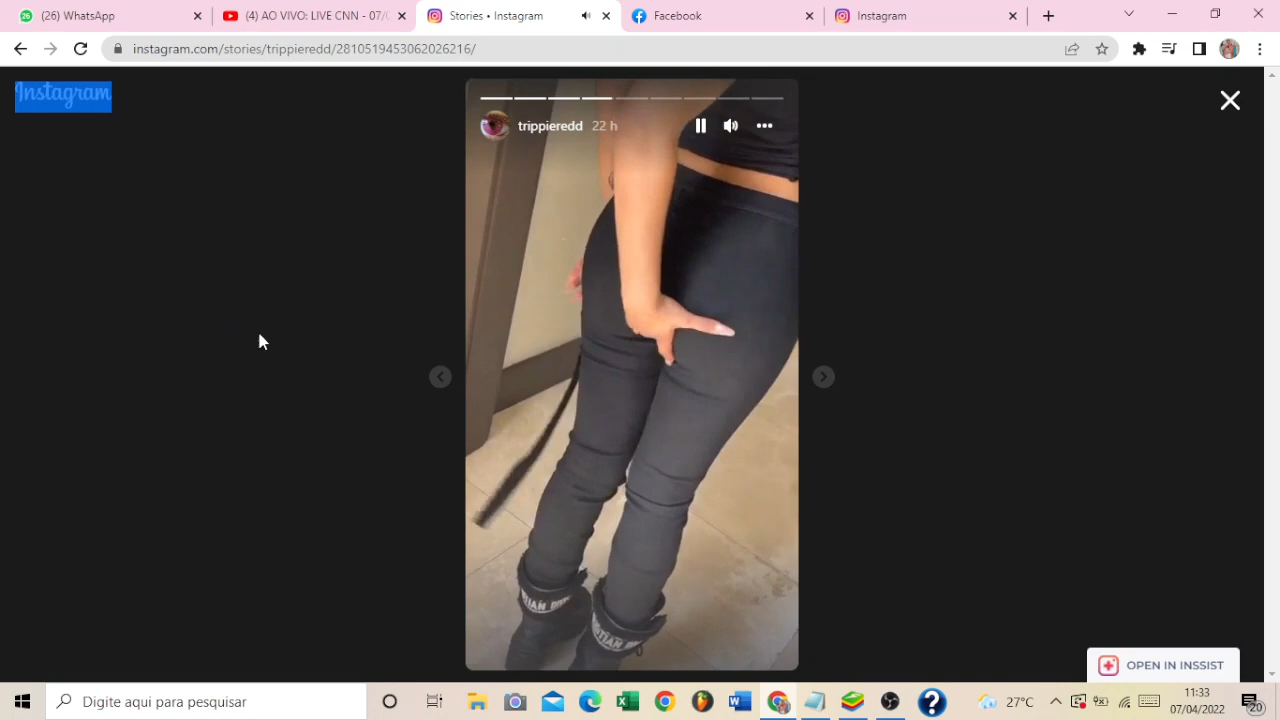 (26) WhatsApp
(4) AO VIVO: LIVE CNN - 07/
Stories • Instagram
Facebook
Instagram
instagram.com/stories/trippieredd/2810519453062026216/
Instagram
trippieredd 22 h
OPEN IN INSSIST
Digite aqui para pesquisar
27°C
11:33
07/04/2022
20